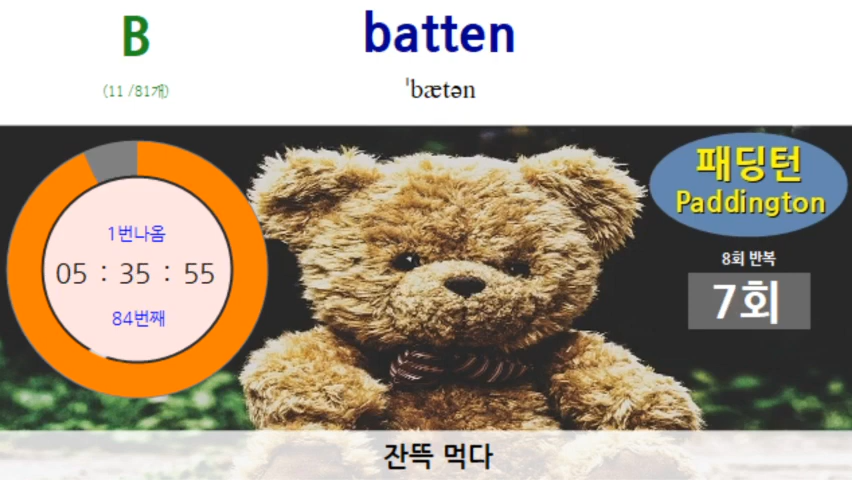 B
(11 /81개)
batten
ˈbætən
1번나옴
05 : 35 : 55
84번째
패딩턴
Paddington
8회 반복
7회
잔뜩 먹다